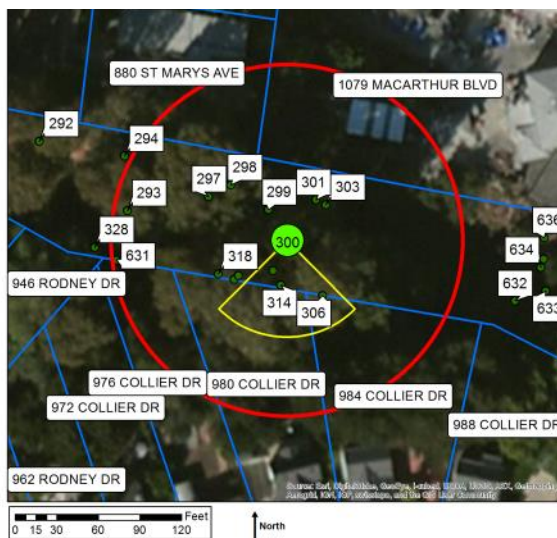 880 ST MARYS AVE
1079 MACARTHUR BLVD
292
294
298
297
301
303
299
293
328
636
300
634
631
318
946 RODNEY DR
632
633
314
306
976 COLLIER DR
980 COLLIER DR
984 COLLIER DR
972 COLLIER DR
988 COLLIER DR
962 RODNEY DR
Feet
0 15 30 60 90 120
North